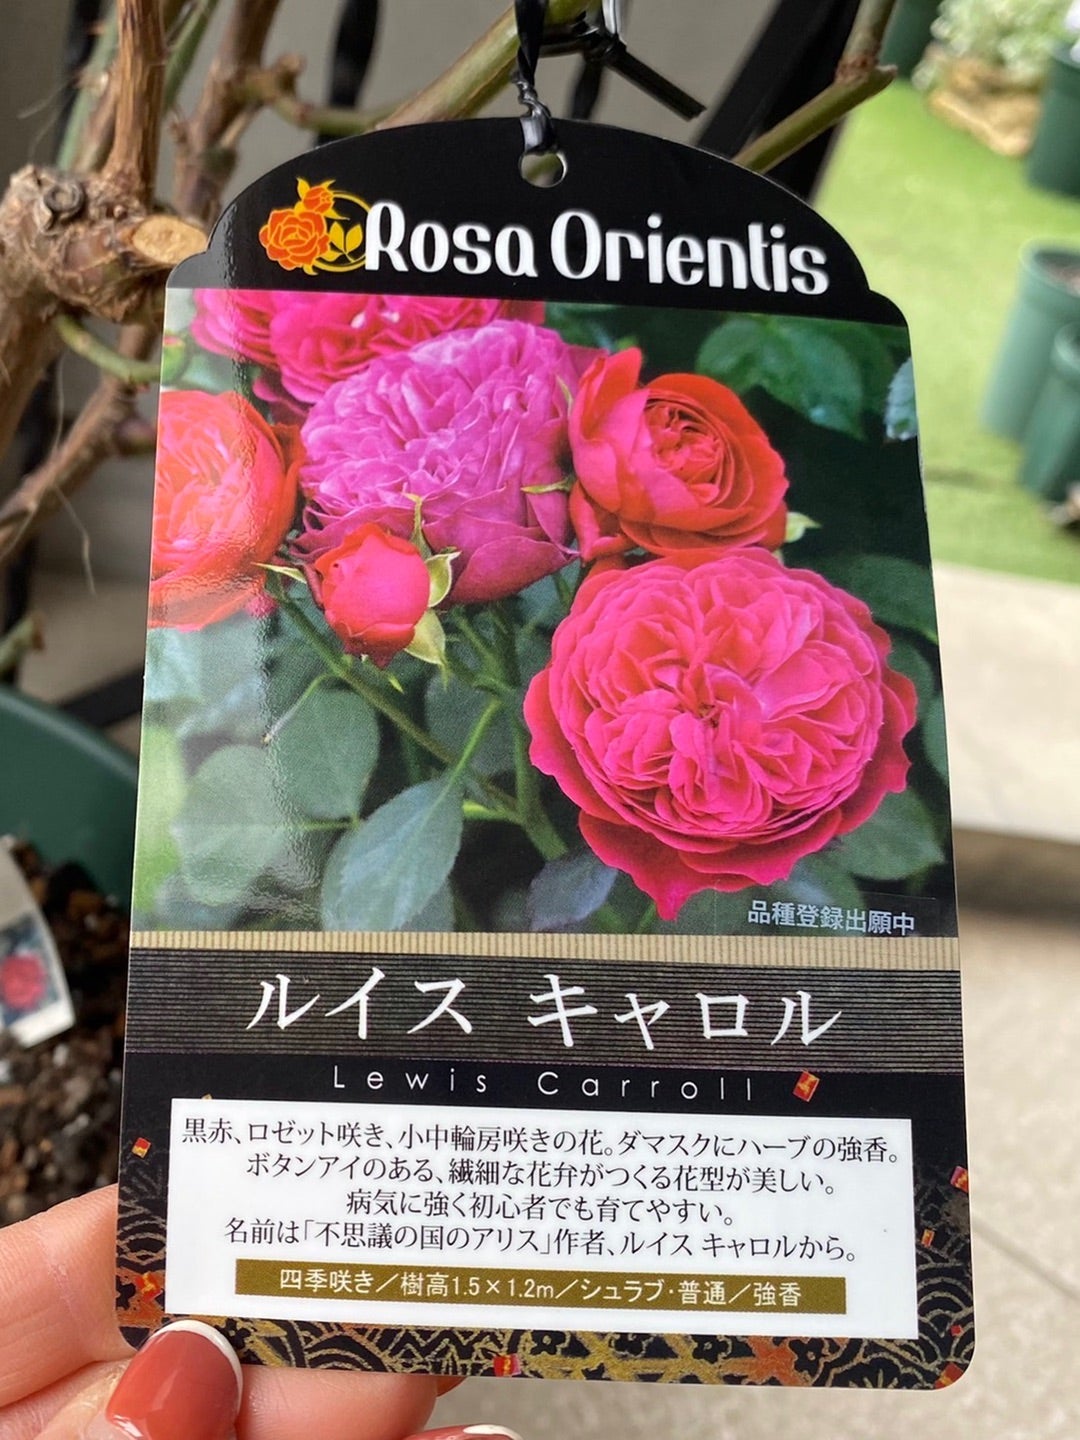 Rosa Orientis
品種登録出願中
ルイス キャロル
Lewis Carroll
黒赤、ロゼット咲き、小中輪房咲きの花。ダマスクにハーブの強香。
ボタンアイのある、繊細な花弁がつくる花型が美しい。
病気に強く初心者でも育てやすい。
名前は「不思議の国のアリス」作者、ルイス キャロルから。
四季咲き／樹高1.5×1.2m／シュラブ・普通／強香